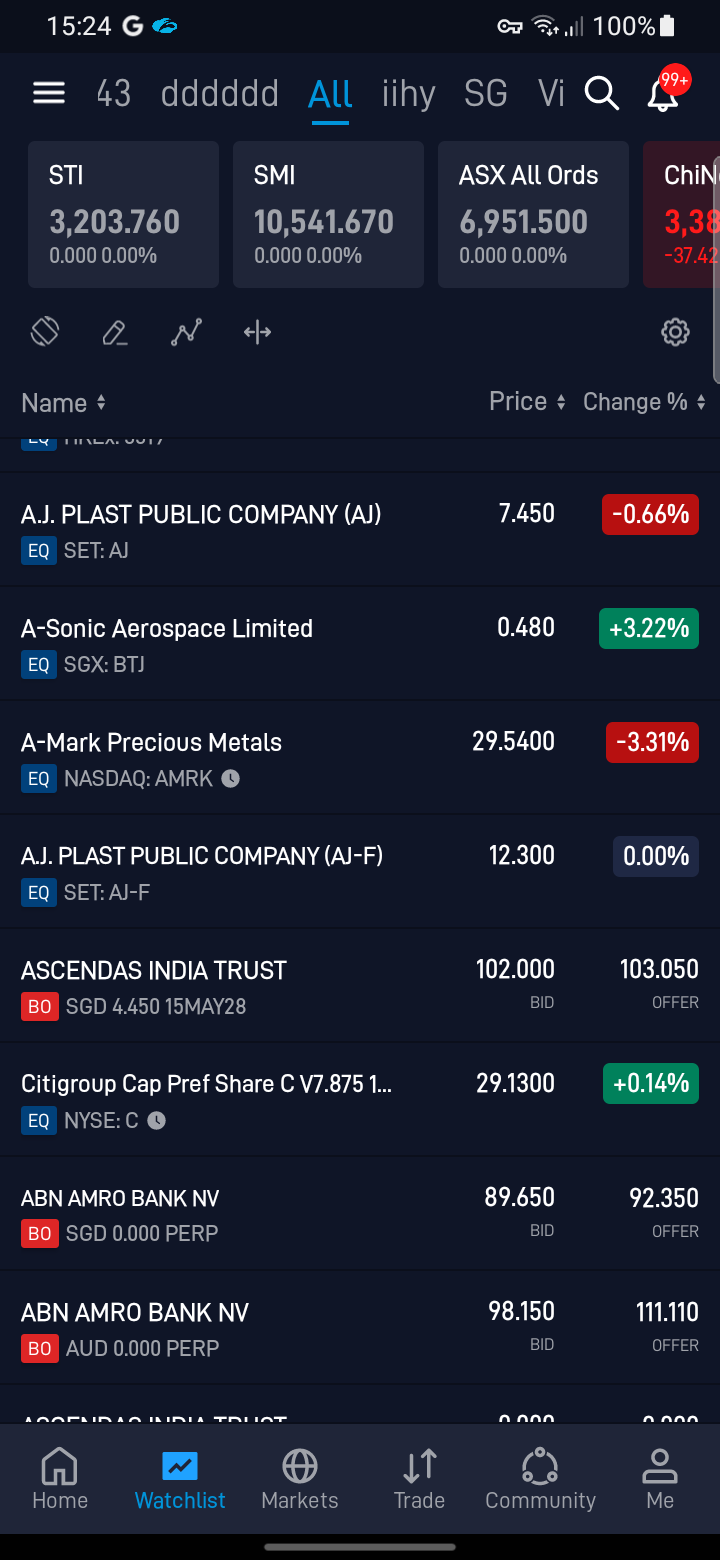 15:24 G 100%
43 dddddd All iihy SG Vi 99+
STI SMI ASX All Ords ChiN
3,203.760 10,541.670 6,951.500 3,38
0.000 0.00% 0.000 0.00% 0.000 0.00% -37.42
Name Price Change %
EQ
A.J. PLAST PUBLIC COMPANY (AJ) 7.450 -0.66%
EQ SET: AJ
A-Sonic Aerospace Limited 0.480 +3.22%
EQ SGX: BTJ
A-Mark Precious Metals 29.5400 -3.31%
EQ NASDAQ: AMRK
A.J. PLAST PUBLIC COMPANY (AJ-F) 12.300 0.00%
EQ SET: AJ-F
ASCENDAS INDIA TRUST 102.000 103.050
BO SGD 4.450 15MAY28 BID OFFER
Citigroup Cap Pref Share C V7.875 1... 29.1300 +0.14%
EQ NYSE: C
ABN AMRO BANK NV 89.650 92.350
BO SGD 0.000 PERP BID OFFER
ABN AMRO BANK NV 98.150 111.110
BO AUD 0.000 PERP BID OFFER
ASCENDAS INDIA TRUST 0.000 0.000
Home Watchlist Markets Trade Community Me